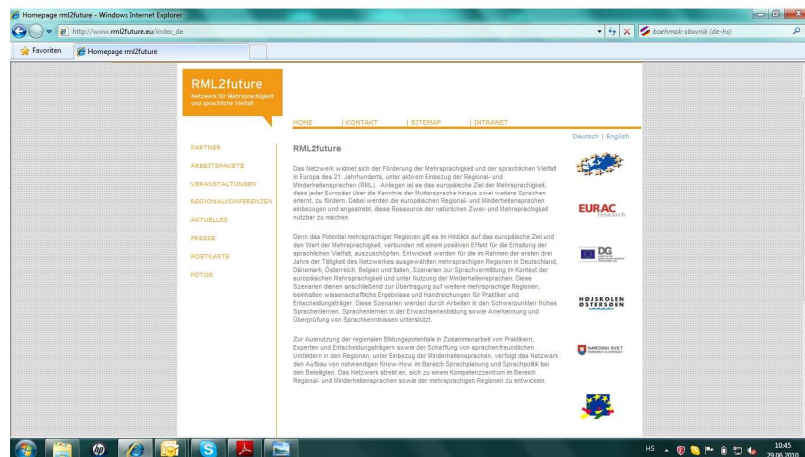 Homepage rml2future - Windows Internet Explorer
http://www.rml2future.eu/index_de
boehmak-słownik (de-hs)
Favoriten
Homepage rml2future
RML2future
Netzwerk für Mehrsprachigkeit
und sprachliche Vielfalt
HOME | KONTAKT | SITEMAP | INTRANET
Deutsch | English
PARTNER
ARBEITSPAKETE
VERANSTALTUNGEN
REGIONALKONFERENZEN
AKTUELLES
PRESSE
POSTKARTE
FOTOS
RML2future
Das Netzwerk widmet sich der Förderung der Mehrsprachigkeit und der sprachlichen Vielfalt
in Europa des 21. Jahrhunderts, unter aktivem Einbezug der Regional- und
Minderheitensprachen (RML). Anliegen ist es das europäische Ziel der Mehrsprachigkeit,
dass jeder Europäer über die Kenntnis der Muttersprache hinaus zwei weitere Sprachen
erlernt, zu fördern. Dabei werden die europäischen Regional- und Minderheitensprachen
einbezogen und angestrebt, diese Ressource der natürlichen Zwei- und Mehrsprachigkeit
nutzbar zu machen.
Denn das Potential mehrsprachiger Regionen gilt es im Hinblick auf das europäische Ziel und
den Wert der Mehrsprachigkeit, verbunden mit einem positiven Effekt für die Erhaltung der
sprachlichen Vielfalt, auszuschöpfen. Entwickelt werden für die im Rahmen der ersten drei
Jahre der Tätigkeit des Netzwerkes ausgewählten mehrsprachigen Regionen in Deutschland,
Dänemark, Österreich, Belgien und Italien, Szenarien zur Sprachvermittlung im Kontext der
europäischen Mehrsprachigkeit und unter Nutzung der Minderheitensprachen. Diese
Szenarien dienen anschließend zur Übertragung auf weitere mehrsprachige Regionen,
beinhalten wissenschaftliche Ergebnisse und Handreichungen für Praktiker und
Entscheidungsträger. Diese Szenarien werden durch Arbeiten in den Schwerpunkten frühes
Sprachenlernen, Sprachenlernen in der Erwachsenenbildung sowie Anerkennung und
Überprüfung von Sprachkenntnissen unterstützt.
Zur Ausnutzung der regionalen Bildungspotentiale in Zusammenarbeit von Praktikern,
Experten und Entscheidungsträgern sowie der Schaffung von sprachenfreundlichen
Umfeldern in den Regionen, unter Einbezug der Minderheitensprachen, verfolgt das Netzwerk
den Aufbau von notwendigen Know-How im Bereich Sprachplanung und Sprachpolitik bei
den Beteiligten. Das Netzwerk strebt an, sich zu einem Kompetenzzentrum im Bereich
Regional- und Minderheitensprachen sowie der mehrsprachigen Regionen zu entwickeln.
EURAC
research
DG
HØJSKOLEN
ØSTERSØEN
NARODNI SVET
HS
10:45
29.06.2010